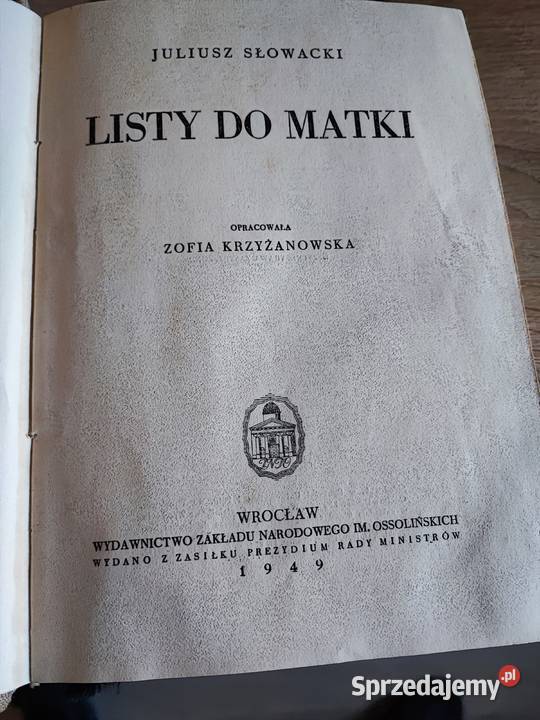 JULIUSZ SŁOWACKI
LISTY DO MATKI
OPRACOWAŁA
ZOFIA KRZYŻANOWSKA
WROCŁAW
WYDAWNICTWO ZAKŁADU NARODOWEGO IM. OSSOLIŃSKICH
WYDANO Z ZASIŁKU PREZYDIUM RADY MINISTRÓW
1949
Sprzedajemy.pl